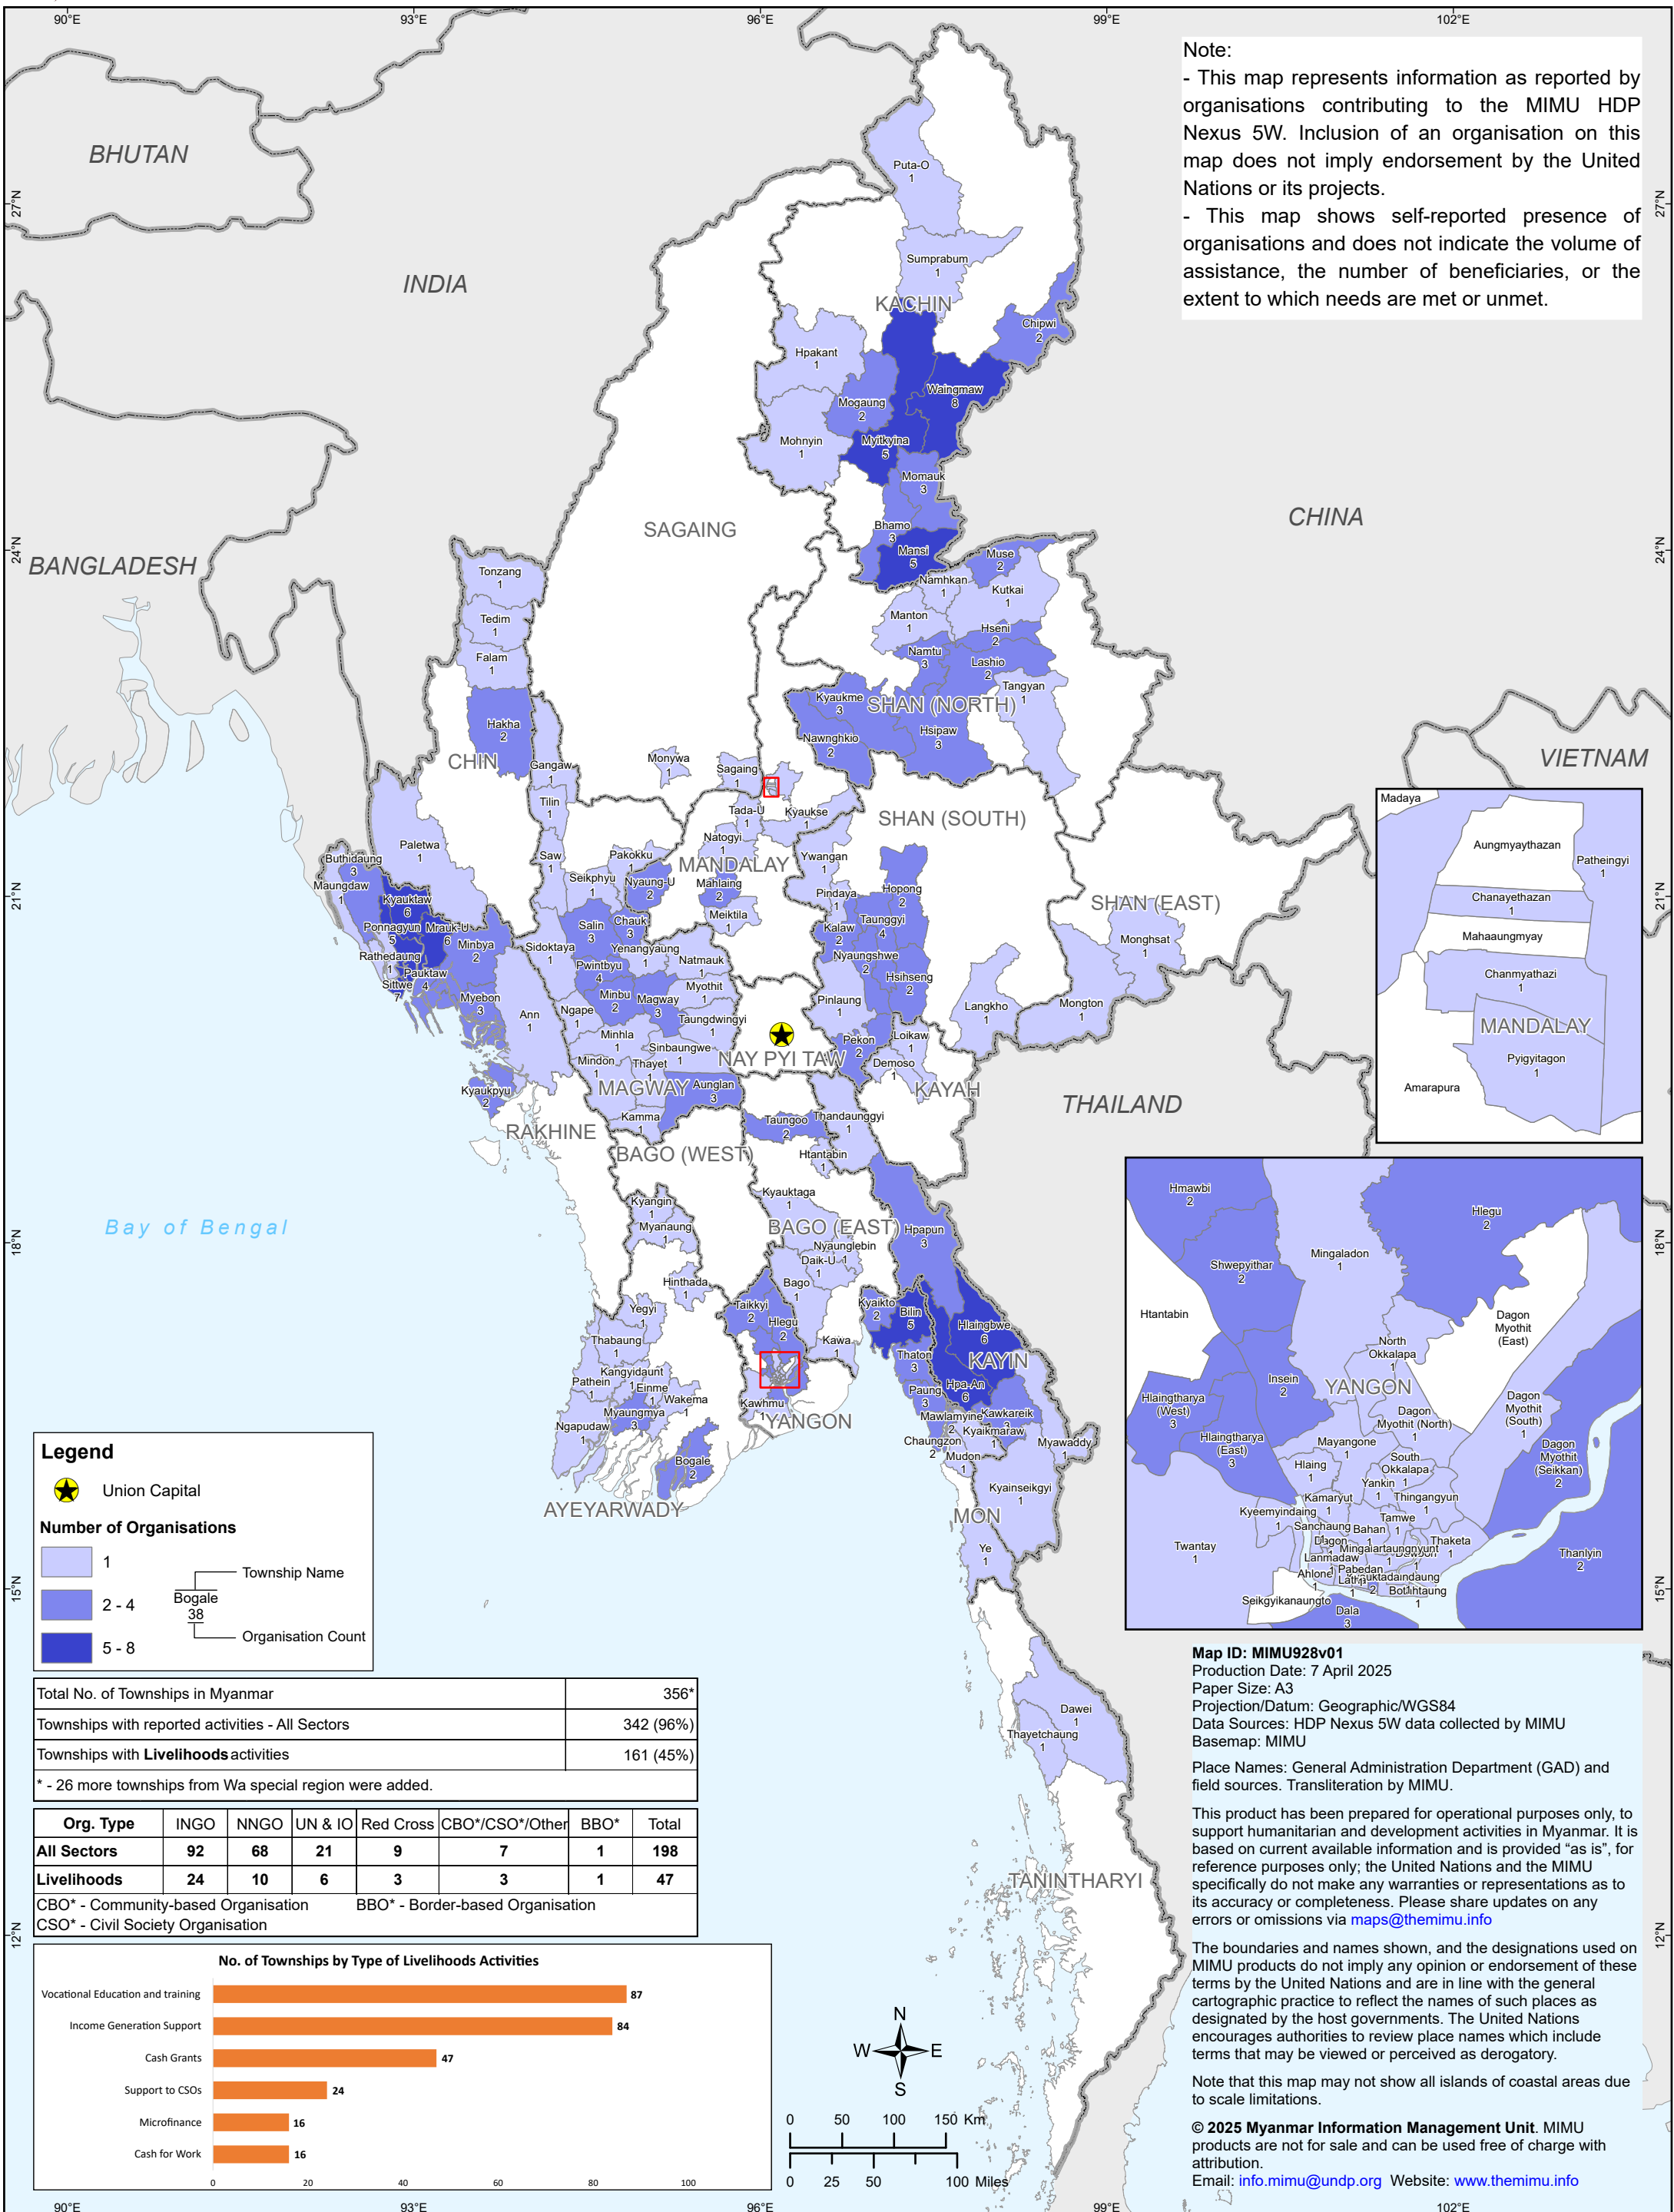 90°E 93°E 96°E 99°E 102°E
Note:
- This map represents information as reported by
organisations contributing to the MIMU HDP
Nexus 5W. Inclusion of an organisation on this
map does not imply endorsement by the United
Nations or its projects.
- This map shows self-reported presence of
organisations and does not indicate the volume of
assistance, the number of beneficiaries, or the
extent to which needs are met or unmet.
27°N
24°N
21°N
18°N
15°N
12°N
27°N
24°N
21°N
18°N
15°N
12°N
BHUTAN
INDIA
CHINA
BANGLADESH
VIETNAM
THAILAND
Bay of Bengal
KACHIN
SAGAING
CHIN
SHAN (NORTH)
SHAN (SOUTH)
SHAN (EAST)
MANDALAY
MAGWAY
NAY PYI TAW
KAYAH
RAKHINE
BAGO (WEST)
BAGO (EAST)
KAYIN
YANGON
AYEYARWADY
MON
TANINTHARYI
Puta-O
1
Sumprabum
1
Chipwi
2
Hpakant
1
Waingmaw
8
Mogaung
2
Mohnyin
1
Myitkyina
5
Momauk
3
Bhamo
3
Mansi
5
Muse
2
Namhkan
1
Kutkai
1
Manton
1
Hseni
2
Namtu
3
Lashio
2
Tangyan
1
Kyaukme
3
Hsipaw
3
Nawnghkio
2
Tonzang
1
Tedim
1
Falam
1
Hakha
2
Gangaw
1
Monywa
1
Sagaing
1
Tilin
1
Tada-U
1
Kyaukse
1
Natogyi
1
Paletwa
1
Saw
1
Pakokku
1
Ywangan
1
Buthidaung
3
Maungdaw
1
Seikphyu
1
Nyaung-U
2
Mahlaing
2
Pindaya
1
Hopong
2
Kyauktaw
6
Meiktila
1
Ponnagyun
5
Mrauk-U
6
Minbya
2
Salin
3
Chauk
3
Kalaw
2
Taunggyi
4
Monghsat
1
Rathedaung
1
Sidoktaya
1
Yenangyaung
1
Natmauk
1
Nyaungshwe
2
Pauktaw
4
Pwintbyu
4
Sittwe
7
Myothit
1
Hsihseng
2
Myebon
3
Minbu
2
Magway
3
Pinlaung
1
Ann
1
Ngape
1
Taungdwingyi
1
Langkho
1
Mongton
1
Minhla
1
Sinbaungwe
1
Pekon
2
Loikaw
1
Mindon
1
Thayet
1
Demoso
1
Kyaukpyu
2
Aunglan
3
Kamma
1
Taungoo
2
Thandaunggyi
1
Htantabin
1
Kyangin
1
Kyauktaga
1
Myanaung
1
Hpapun
3
Nyaunglebin
1
Daik-U
1
Hinthada
1
Bago
1
Yegyi
1
Taikkyi
2
Hlegu
2
Kyaikto
2
Bilin
5
Hlaingbwe
6
Thabaung
1
Kawa
1
Thaton
3
Kangyidaunt
1
Pathein
1
Einme
1
Wakema
1
Kawhmu
1
Paung
3
Hpa-An
6
Myaungmya
3
Mawlamyine
2
Kawkareik
3
Ngapudaw
1
Kyaikmaraw
1
Chaungzon
2
Mudon
1
Myawaddy
1
Bogale
2
Kyainseikgyi
1
Ye
1
Dawei
1
Thayetchaung
1
Madaya
Aungmyaythazan
Patheingyi
1
Chanayethazan
1
Mahaaungmyay
Chanmyathazi
1
MANDALAY
Pyigyitagon
1
Amarapura
Hmawbi
2
Hlegu
2
Mingaladon
1
Shwepyithar
2
Htantabin
Dagon
Myothit
(East)
North
Okkalapa
1
Insein
2
YANGON
Hlaingtharya
(West)
3
Dagon
Myothit
(South)
1
Dagon
Myothit (North)
1
Hlaingtharya
(East)
3
Mayangone
1
Dagon
Myothit
(Seikkan)
2
Hlaing
1
South
Okkalapa
1
Yankin
1
Kamaryut
1
Thingangyun
1
Kyeemyindaing
1
Sanchaung
Bahan
1
Tamwe
1
Thaketa
1
Twantay
1
Dagon
1
Mingalartaungnyunt
1
Lanmadaw
1
Pabedan
Thanlyin
2
Ahlone
1
Botahtaung
1
2
Seikgyikanaungto
Dala
3
Legend
Union Capital
Number of Organisations
1
2 - 4
5 - 8
Township Name
Bogale
38
Organisation Count
Total No. of Townships in Myanmar 356*
Townships with reported activities - All Sectors 342 (96%)
Townships with Livelihoods activities 161 (45%)
* - 26 more townships from Wa special region were added.
Org. Type INGO NNGO UN & IO Red Cross CBO*/CSO*/Other BBO* Total
All Sectors 92 68 21 9 7 1 198
Livelihoods 24 10 6 3 3 1 47
CBO* - Community-based Organisation BBO* - Border-based Organisation
CSO* - Civil Society Organisation
No. of Townships by Type of Livelihoods Activities
Vocational Education and training 87
Income Generation Support 84
Cash Grants 47
Support to CSOs 24
Microfinance 16
Cash for Work 16
0 20 40 60 80 100
N
W E
S
0 50 100 150 Km
0 25 50 100 Miles
Map ID: MIMU928v01
Production Date: 7 April 2025
Paper Size: A3
Projection/Datum: Geographic/WGS84
Data Sources: HDP Nexus 5W data collected by MIMU
Basemap: MIMU
Place Names: General Administration Department (GAD) and
field sources. Transliteration by MIMU.
This product has been prepared for operational purposes only, to
support humanitarian and development activities in Myanmar. It is
based on current available information and is provided "as is", for
reference purposes only; the United Nations and the MIMU
specifically do not make any warranties or representations as to
its accuracy or completeness. Please share updates on any
errors or omissions via maps@themimu.info
The boundaries and names shown, and the designations used on
MIMU products do not imply any opinion or endorsement of these
terms by the United Nations and are in line with the general
cartographic practice to reflect the names of such places as
designated by the host governments. The United Nations
encourages authorities to review place names which include
terms that may be viewed or perceived as derogatory.
Note that this map may not show all islands of coastal areas due
to scale limitations.
© 2025 Myanmar Information Management Unit. MIMU
products are not for sale and can be used free of charge with
attribution.
Email: info.mimu@undp.org Website: www.themimu.info
90°E 93°E 96°E 99°E 102°E